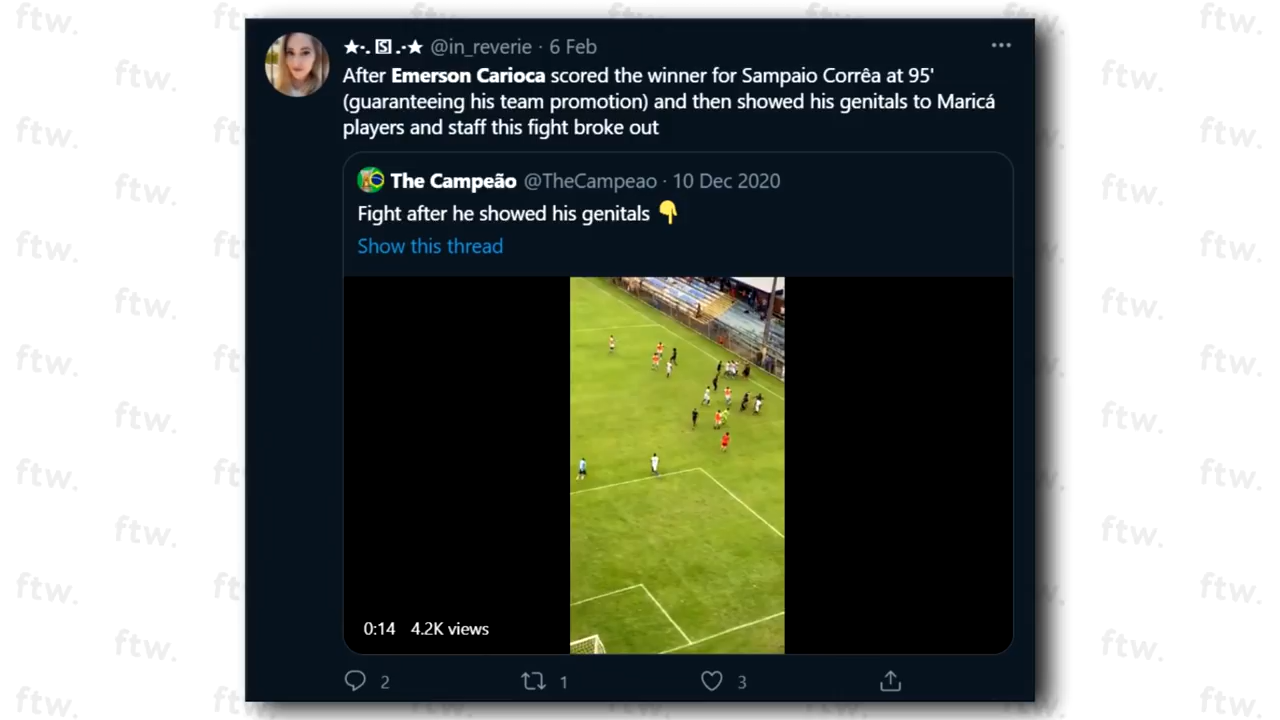 ★·.🅂.·★ @in_reverie · 6 Feb
After Emerson Carioca scored the winner for Sampaio Corrêa at 95'
(guaranteeing his team promotion) and then showed his genitals to Maricá
players and staff this fight broke out
The Campeão @TheCampeao · 10 Dec 2020
Fight after he showed his genitals 👇
Show this thread
0:14 4.2K views
2 1 3
ftw.